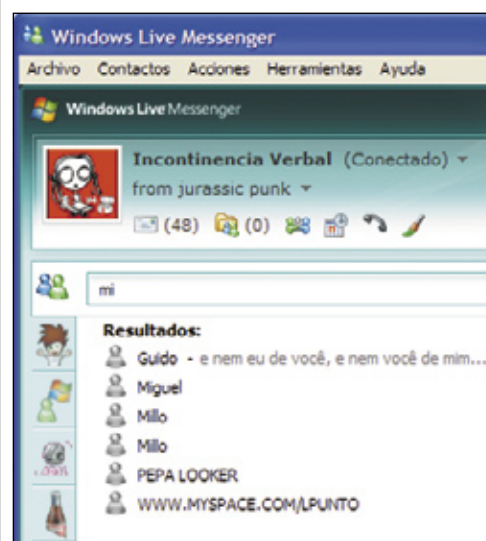 Windows Live Messenger
Archivo Contactos Acciones Herramientas Ayuda
Windows Live Messenger
Incontinencia Verbal (Conectado)
from jurassic punk
(48) (0)
mi
Resultados:
Guido - e nem eu de você, e nem você de mim...
Miguel
Millo
Millo
PEPA LOOKER
WWW.MYSPACE.COM/LPUNTO